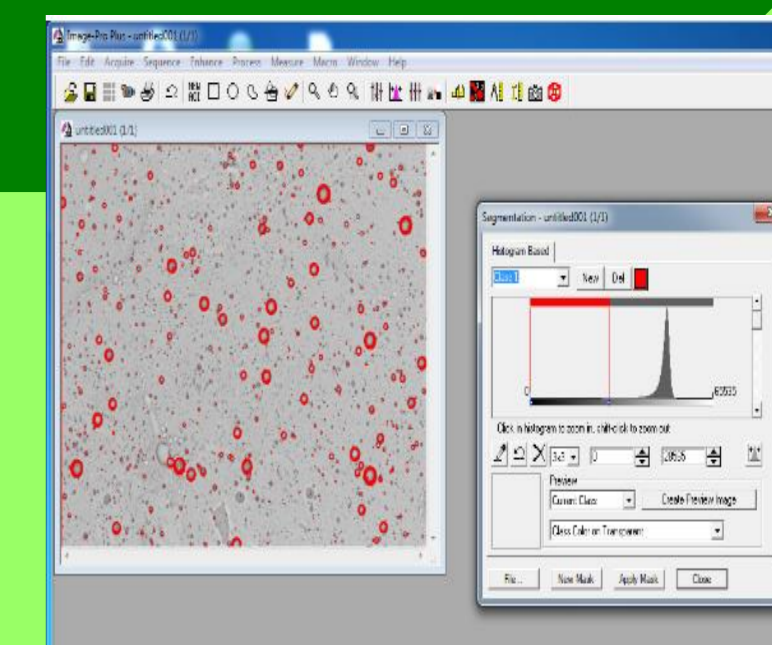 Image-Pro Plus - untitled001 (1/1)
File Edit Acquire Sequence Enhance Process Measure Macro Window Help
NEW
AOI
untitled001 (1/1)
Segmentation - untitled001 (1/1)
Histogram Based
Class 1 New Del
0 65535
Click in histogram to zoom in, shift-click to zoom out
3x3 0
Preview
Current Class Create Preview Image
Class Color on Transparent
File... New Mask Apply Mask Close